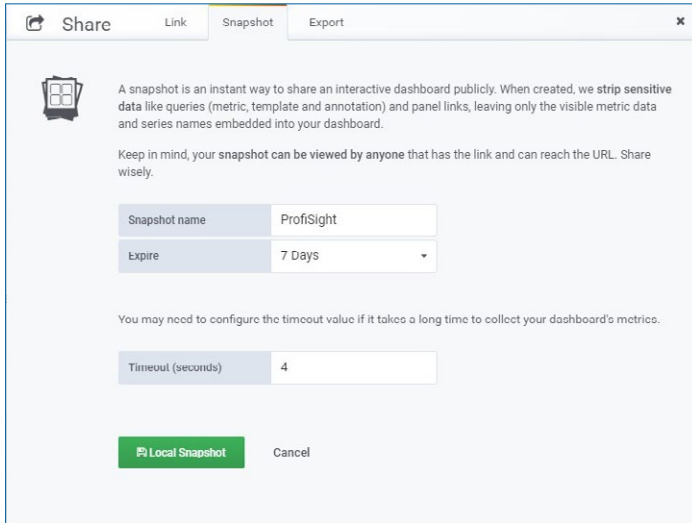 Share Link Snapshot Export
A snapshot is an instant way to share an interactive dashboard publicly. When created, we strip sensitive
data like queries (metric, template and annotation) and panel links, leaving only the visible metric data
and series names embedded into your dashboard.
Keep in mind, your snapshot can be viewed by anyone that has the link and can reach the URL. Share
wisely.
Snapshot name ProfiSight
Expire 7 Days
You may need to configure the timeout value if it takes a long time to collect your dashboard's metrics.
Timeout (seconds) 4
Local Snapshot Cancel